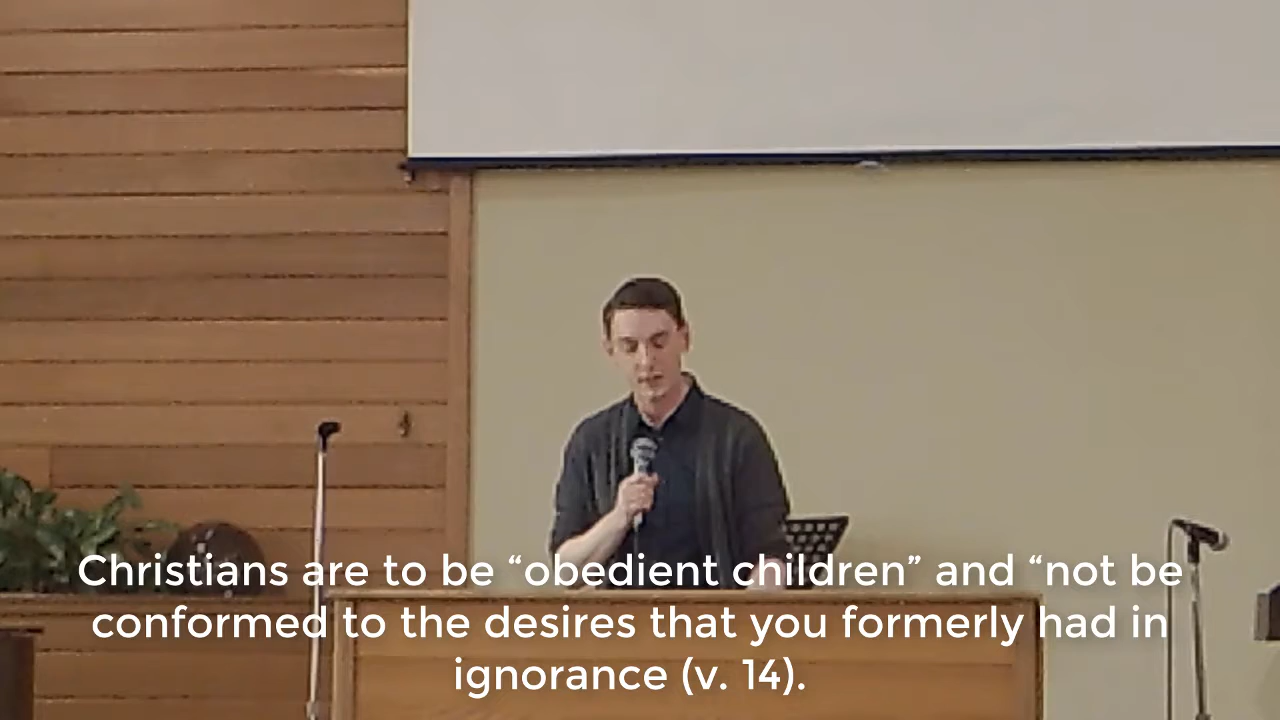 Christians are to be “obedient children” and “not be
conformed to the desires that you formerly had in
ignorance (v. 14).